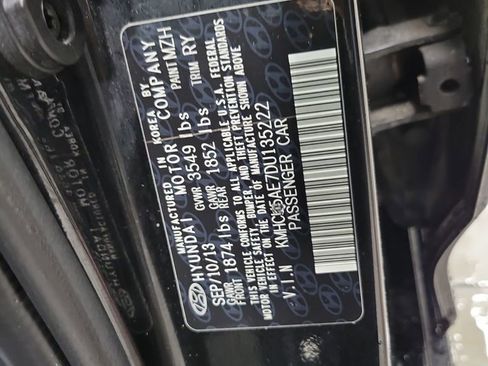 MANUFACTURED IN KOREA BY
HYUNDAI MOTOR COMPANY
SEP/10/13 GVWR 3549 lbs PAINT MZH
GAWR FRONT 1874 lbs GAWR REAR 1852 lbs TRIM RY
THIS VEHICLE CONFORMS TO ALL APPLICABLE U.S.A. FEDERAL
MOTOR VEHICLE SAFETY, BUMPER, AND THEFT PREVENTION STANDARDS
IN EFFECT ON THE DATE OF MANUFACTURE SHOWN ABOVE
V.I.N KMHCT5AE7DU135222
PASSENGER CAR